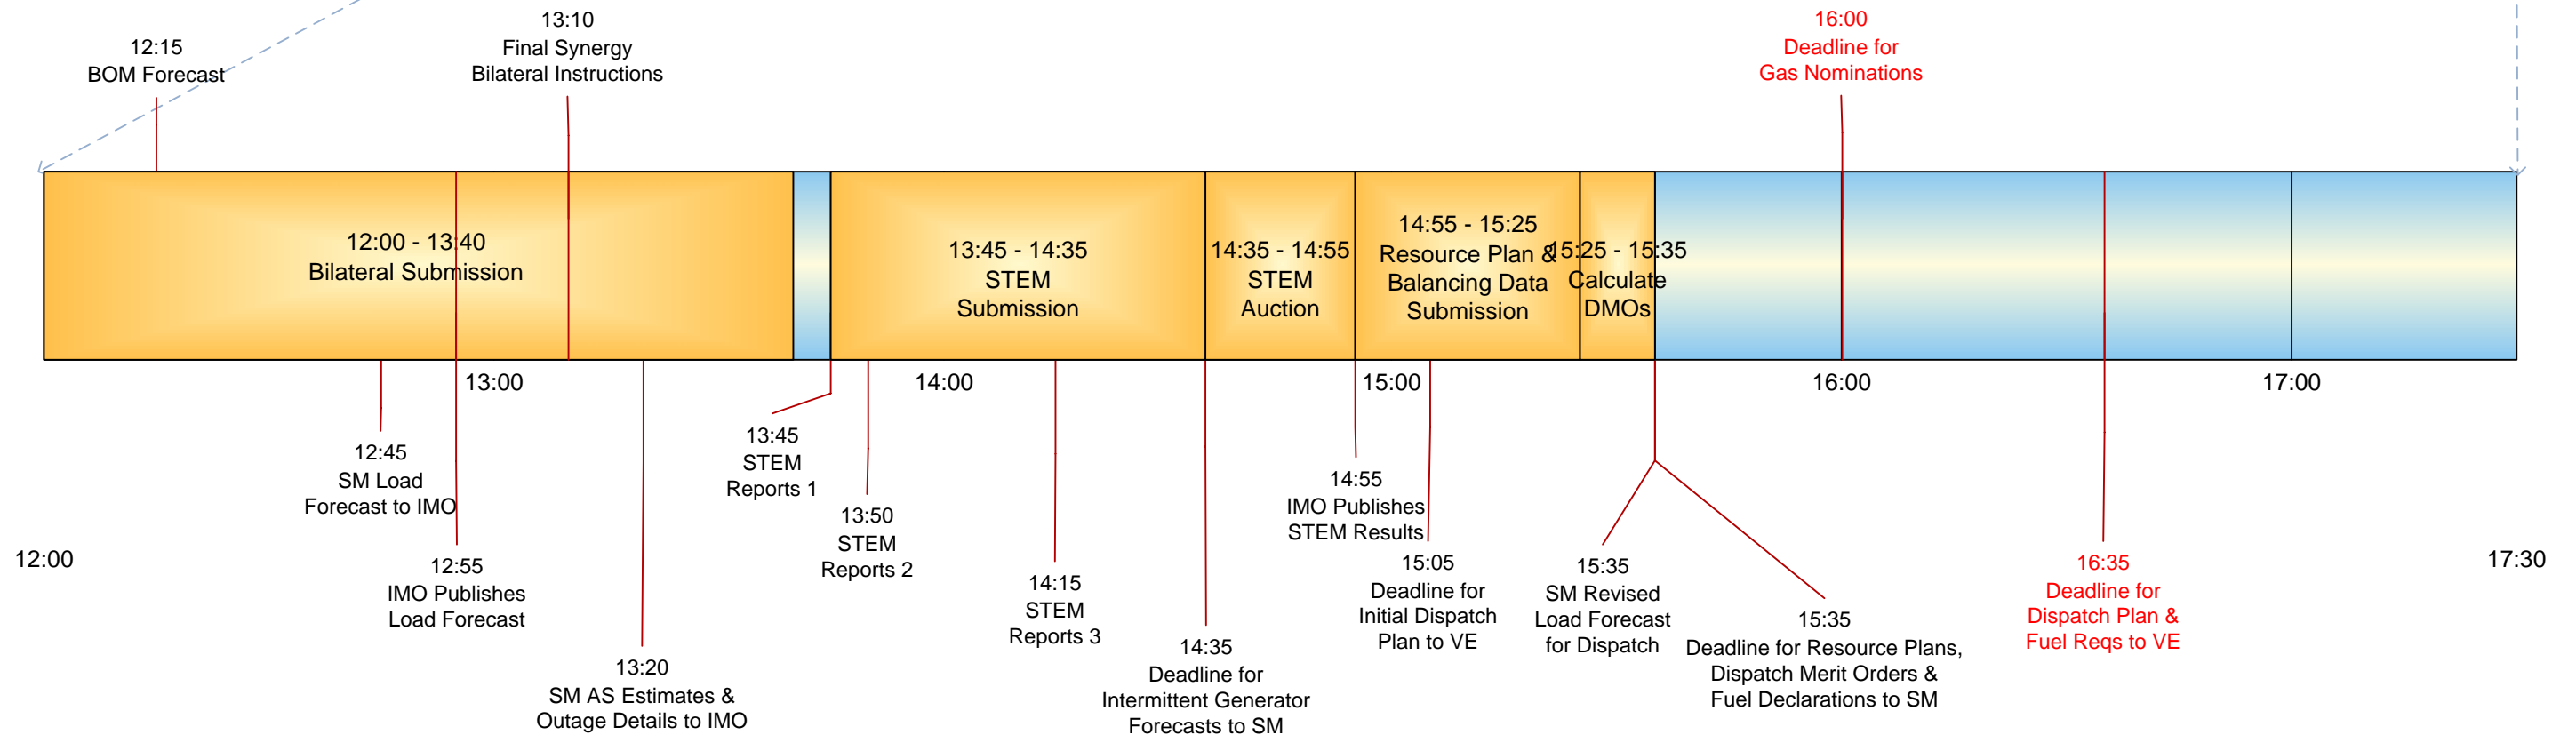 12:15
BOM Forecast
13:10
Final Synergy
Bilateral Instructions
16:00
Deadline for
Gas Nominations
12:00 - 13:40
Bilateral Submission
13:45 - 14:35
STEM
Submission
14:35 - 14:55
STEM
Auction
14:55 - 15:25
Resource Plan &
Balancing Data
Submission
15:25 - 15:35
Calculate
DMOs
13:00
14:00
15:00
16:00
17:00
12:00
12:45
SM Load
Forecast to IMO
12:55
IMO Publishes
Load Forecast
13:20
SM AS Estimates &
Outage Details to IMO
13:45
STEM
Reports 1
13:50
STEM
Reports 2
14:15
STEM
Reports 3
14:35
Deadline for
Intermittent Generator
Forecasts to SM
14:55
IMO Publishes
STEM Results
15:05
Deadline for
Initial Dispatch
Plan to VE
15:35
SM Revised
Load Forecast
for Dispatch
15:35
Deadline for Resource Plans,
Dispatch Merit Orders &
Fuel Declarations to SM
16:35
Deadline for
Dispatch Plan &
Fuel Reqs to VE
17:30